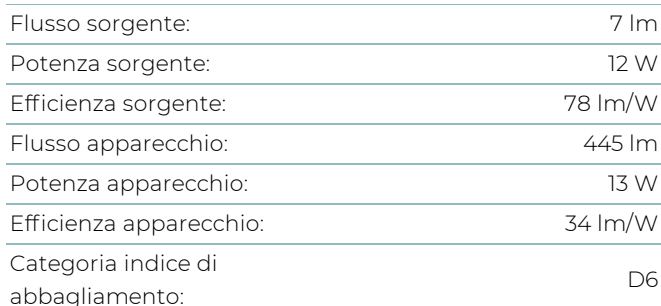 Flusso sorgente: 7 lm
Potenza sorgente: 12 W
Efficienza sorgente: 78 lm/W
Flusso apparecchio: 445 lm
Potenza apparecchio: 13 W
Efficienza apparecchio: 34 lm/W
Categoria indice di
abbagliamento: D6